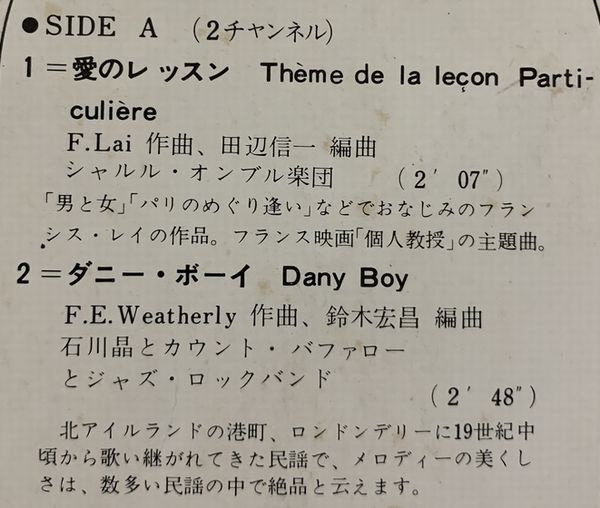 ●SIDE A (2チャンネル)
1=愛のレッスン Thème de la leçon Parti-
culière
F.Lai 作曲、田辺信一 編曲
シャルル・オンブル楽団 (2′07″)
「男と女」「パリのめぐり逢い」などでおなじみのフラン
シス・レイの作品。フランス映画「個人教授」の主題曲。
2=ダニー・ボーイ Dany Boy
F.E.Weatherly 作曲、鈴木宏昌 編曲
石川晶とカウント・バファロー
とジャズ・ロックバンド
(2′48″)
北アイルランドの港町、ロンドンデリーに19世紀中
頃から歌い継がれてきた民謡で、メロディーの美くし
さは、数多い民謡の中で絶品と云えます。